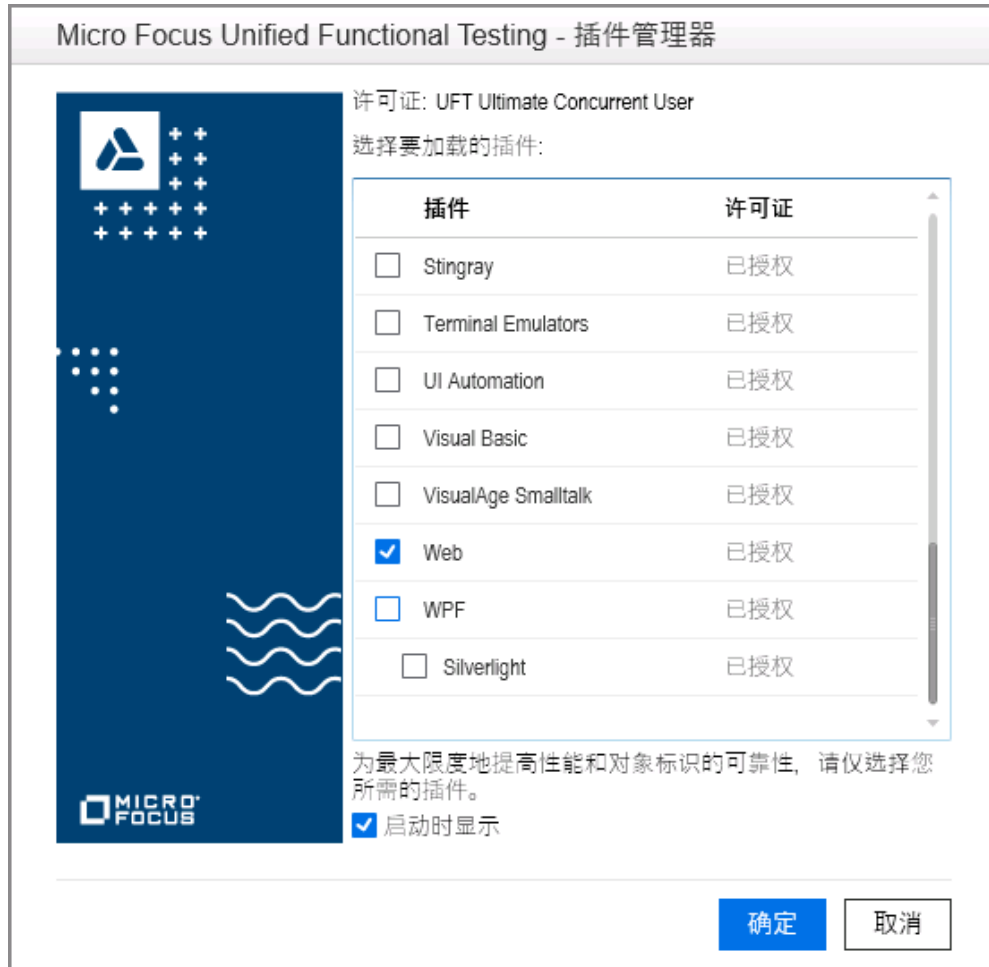 Micro Focus Unified Functional Testing - 插件管理器
许可证: UFT Ultimate Concurrent User
选择要加载的插件:
插件 许可证
Stingray 已授权
Terminal Emulators 已授权
UI Automation 已授权
Visual Basic 已授权
VisualAge Smalltalk 已授权
Web 已授权
WPF 已授权
Silverlight 已授权
为最大限度地提高性能和对象标识的可靠性，请仅选择您
所需的插件。
启动时显示
MICRO
FOCUS
确定 取消